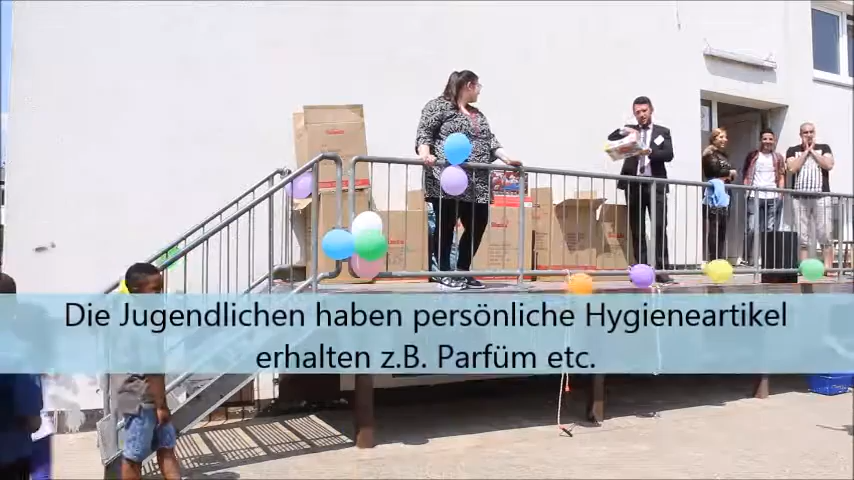 Die Jugendlichen haben persönliche Hygieneartikel
erhalten z.B. Parfüm etc.